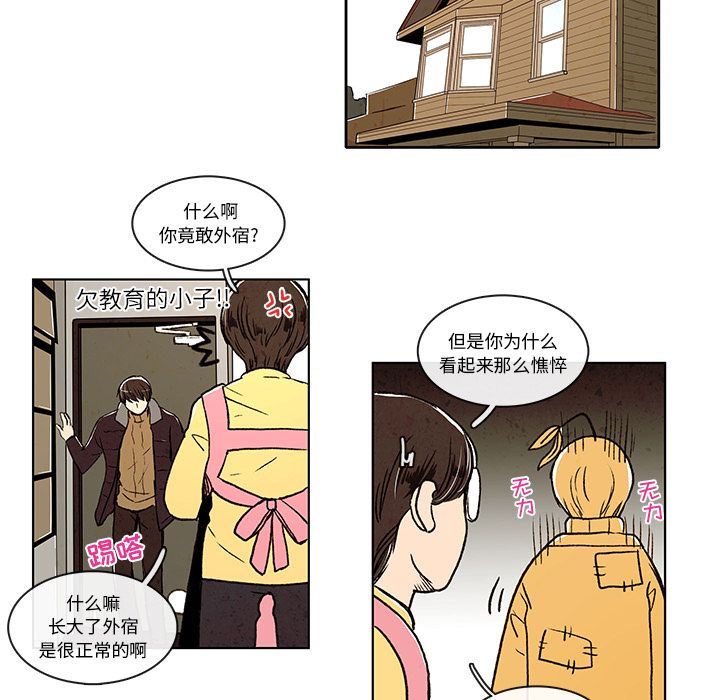 什么啊
你竟敢外宿?
欠教育的小子!!
踢嗒
什么嘛
长大了外宿
是很正常的啊
但是你为什么
看起来那么憔悴
无力
无力